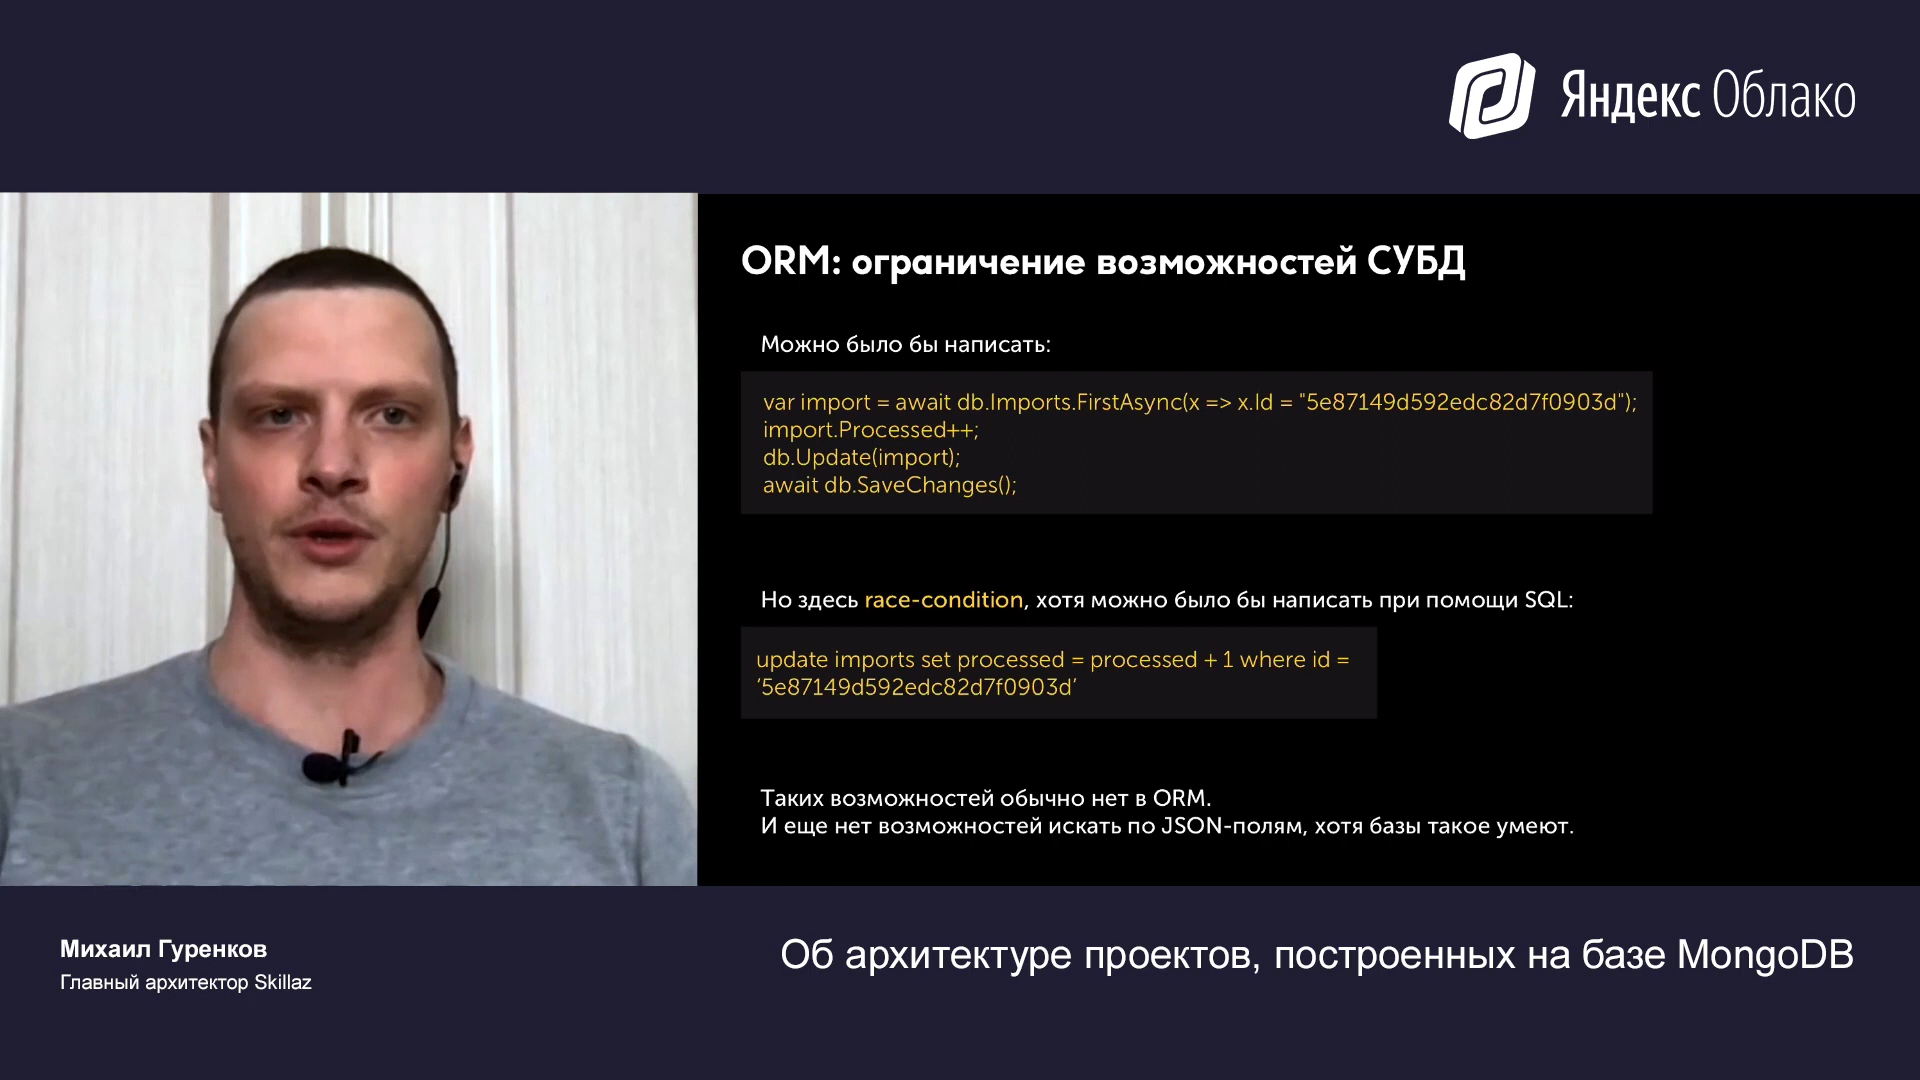 Яндекс Облако
ORM: ограничение возможностей СУБД
Можно было бы написать:
var import = await db.Imports.FirstAsync(x => x.Id = "5e87149d592edc82d7f0903d");
import.Processed++;
db.Update(import);
await db.SaveChanges();
Но здесь race-condition, хотя можно было бы написать при помощи SQL:
update imports set processed = processed + 1 where id =
‘5e87149d592edc82d7f0903d’
Таких возможностей обычно нет в ORM.
И еще нет возможностей искать по JSON-полям, хотя базы такое умеют.
Михаил Гуренков
Главный архитектор Skillaz
Об архитектуре проектов, построенных на базе MongoDB